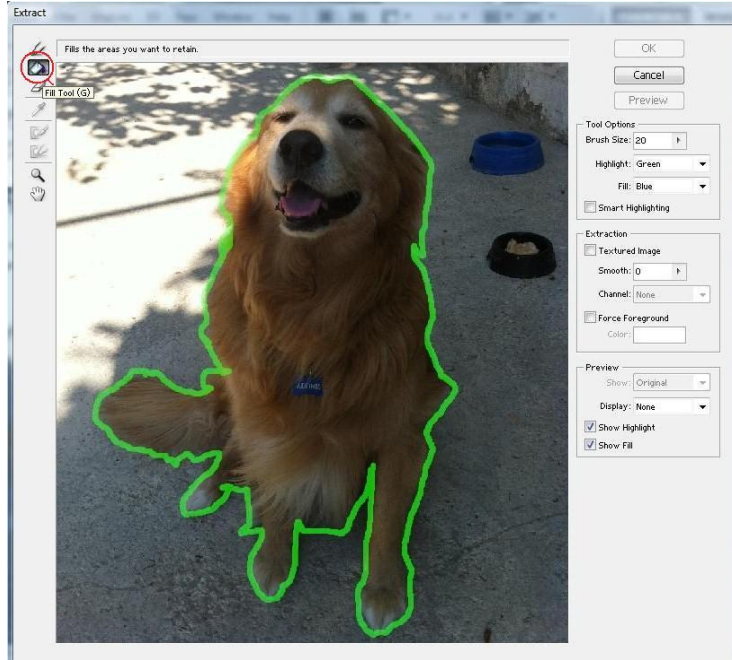 Extract
Fills the areas you want to retain.
Fill Tool (G)
OK
Cancel
Preview
Tool Options
Brush Size: 20
Highlight: Green
Fill: Blue
Smart Highlighting
Extraction
Textured Image
Smooth: 0
Channel: None
Force Foreground
Color:
Preview
Show: Original
Display: None
Show Highlight
Show Fill